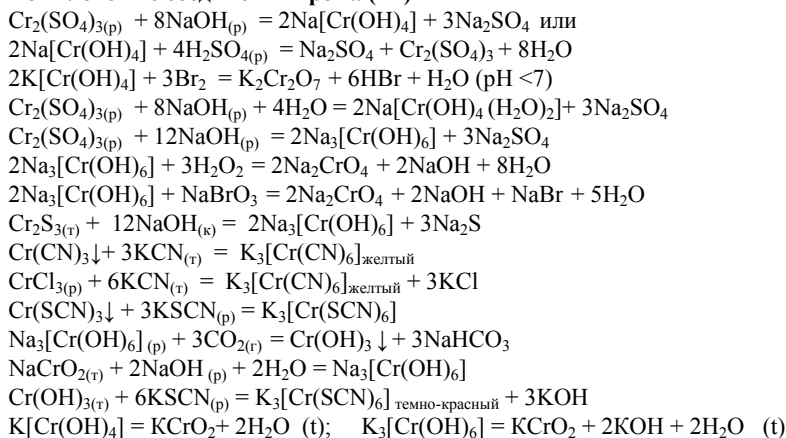 Cr₂(SO₄)₃₍ₚ₎ + 8NaOH₍ₚ₎ = 2Na[Cr(OH)₄] + 3Na₂SO₄ или
2Na[Cr(OH)₄] + 4H₂SO₄₍ₚ₎ = Na₂SO₄ + Cr₂(SO₄)₃ + 8H₂O
2K[Cr(OH)₄] + 3Br₂ = K₂Cr₂O₇ + 6HBr + H₂O (pH <7)
Cr₂(SO₄)₃₍ₚ₎ + 8NaOH₍ₚ₎ + 4H₂O = 2Na[Cr(OH)₄ (H₂O)₂]+ 3Na₂SO₄
Cr₂(SO₄)₃₍ₚ₎ + 12NaOH₍ₚ₎ = 2Na₃[Cr(OH)₆] + 3Na₂SO₄
2Na₃[Cr(OH)₆] + 3H₂O₂ = 2Na₂CrO₄ + 2NaOH + 8H₂O
2Na₃[Cr(OH)₆] + NaBrO₃ = 2Na₂CrO₄ + 2NaOH + NaBr + 5H₂O
Cr₂S₃₍т₎ + 12NaOH₍к₎ = 2Na₃[Cr(OH)₆] + 3Na₂S
Cr(CN)₃↓+ 3KCN₍т₎ = K₃[Cr(CN)₆]желтый
CrCl₃₍ₚ₎ + 6KCN₍т₎ = K₃[Cr(CN)₆]желтый + 3KCl
Cr(SCN)₃↓ + 3KSCN₍ₚ₎ = K₃[Cr(SCN)₆]
Na₃[Cr(OH)₆] ₍ₚ₎ + 3CO₂₍г₎ = Cr(OH)₃ ↓ + 3NaHCO₃
NaCrO₂₍т₎ + 2NaOH ₍ₚ₎ + 2H₂O = Na₃[Cr(OH)₆]
Cr(OH)₃₍т₎ + 6KSCN₍ₚ₎ = K₃[Cr(SCN)₆] темно-красный + 3KOH
K[Cr(OH)₄] = KCrO₂+ 2H₂O (t); K₃[Cr(OH)₆] = KCrO₂ + 2KOH + 2H₂O (t)